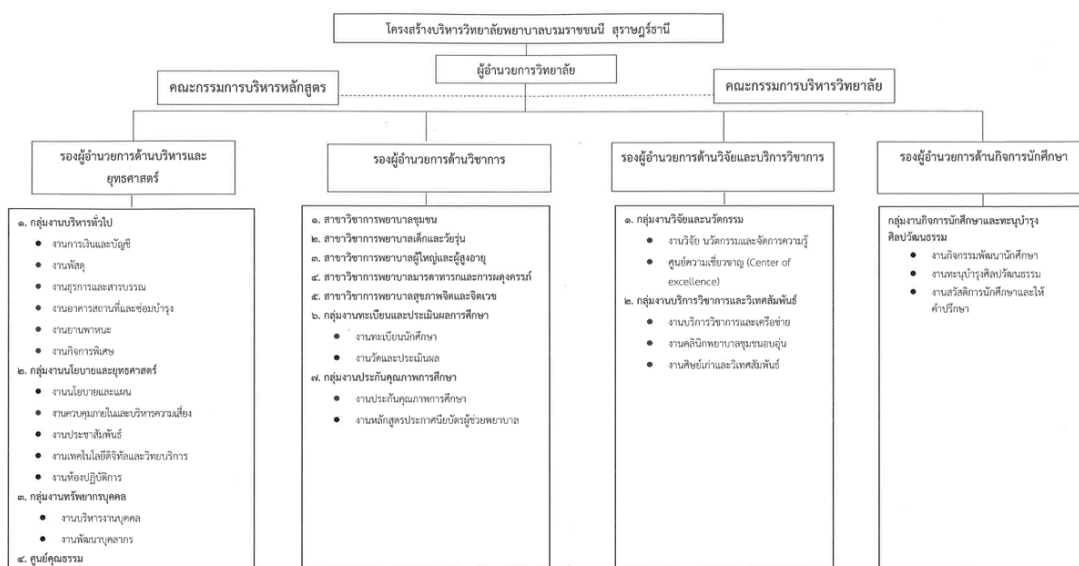 โครงสร้างบริหารวิทยาลัยพยาบาลบรมราชชนนี สุราษฎร์ธานี
ผู้อำนวยการวิทยาลัย
คณะกรรมการบริหารหลักสูตร
คณะกรรมการบริหารวิทยาลัย
รองผู้อำนวยการด้านบริหารและ
ยุทธศาสตร์
๑. กลุ่มงานบริหารทั่วไป
● งานการเงินและบัญชี
● งานพัสดุ
● งานธุรการและสารบรรณ
● งานอาคารสถานที่และซ่อมบำรุง
● งานยานพาหนะ
● งานกิจการพิเศษ
๒. กลุ่มงานนโยบายและยุทธศาสตร์
● งานนโยบายและแผน
● งานควบคุมภายในและบริหารความเสี่ยง
● งานประชาสัมพันธ์
● งานเทคโนโลยีดิจิทัลและวิทยบริการ
● งานห้องปฏิบัติการ
๓. กลุ่มงานทรัพยากรบุคคล
● งานบริหารงานบุคคล
● งานพัฒนาบุคลากร
๔. ศูนย์คุณธรรม
รองผู้อำนวยการด้านวิชาการ
๑. สาขาวิชาการพยาบาลชุมชน
๒. สาขาวิชาการพยาบาลเด็กและวัยรุ่น
๓. สาขาวิชาการพยาบาลผู้ใหญ่และผู้สูงอายุ
๔. สาขาวิชาการพยาบาลมารดาทารกและการผดุงครรภ์
๕. สาขาวิชาการพยาบาลสุขภาพจิตและจิตเวช
๖. กลุ่มงานทะเบียนและประเมินผลการศึกษา
● งานทะเบียนนักศึกษา
● งานวัดและประเมินผล
๗. กลุ่มงานประกันคุณภาพการศึกษา
● งานประกันคุณภาพการศึกษา
● งานหลักสูตรประกาศนียบัตรผู้ช่วยพยาบาล
รองผู้อำนวยการด้านวิจัยและบริการวิชาการ
๑. กลุ่มงานวิจัยและนวัตกรรม
● งานวิจัย นวัตกรรมและจัดการความรู้
● ศูนย์ความเชี่ยวชาญ (Center of
excellence)
๒. กลุ่มงานบริการวิชาการและวิเทศสัมพันธ์
● งานบริการวิชาการและเครือข่าย
● งานคลินิกพยาบาลชุมชนอบอุ่น
● งานศิษย์เก่าและวิเทศสัมพันธ์
รองผู้อำนวยการด้านกิจการนักศึกษา
กลุ่มงานกิจการนักศึกษาและทะนุบำรุง
ศิลปวัฒนธรรม
● งานกิจกรรมพัฒนานักศึกษา
● งานทะนุบำรุงศิลปวัฒนธรรม
● งานสวัสดิการนักศึกษาและให้
คำปรึกษา